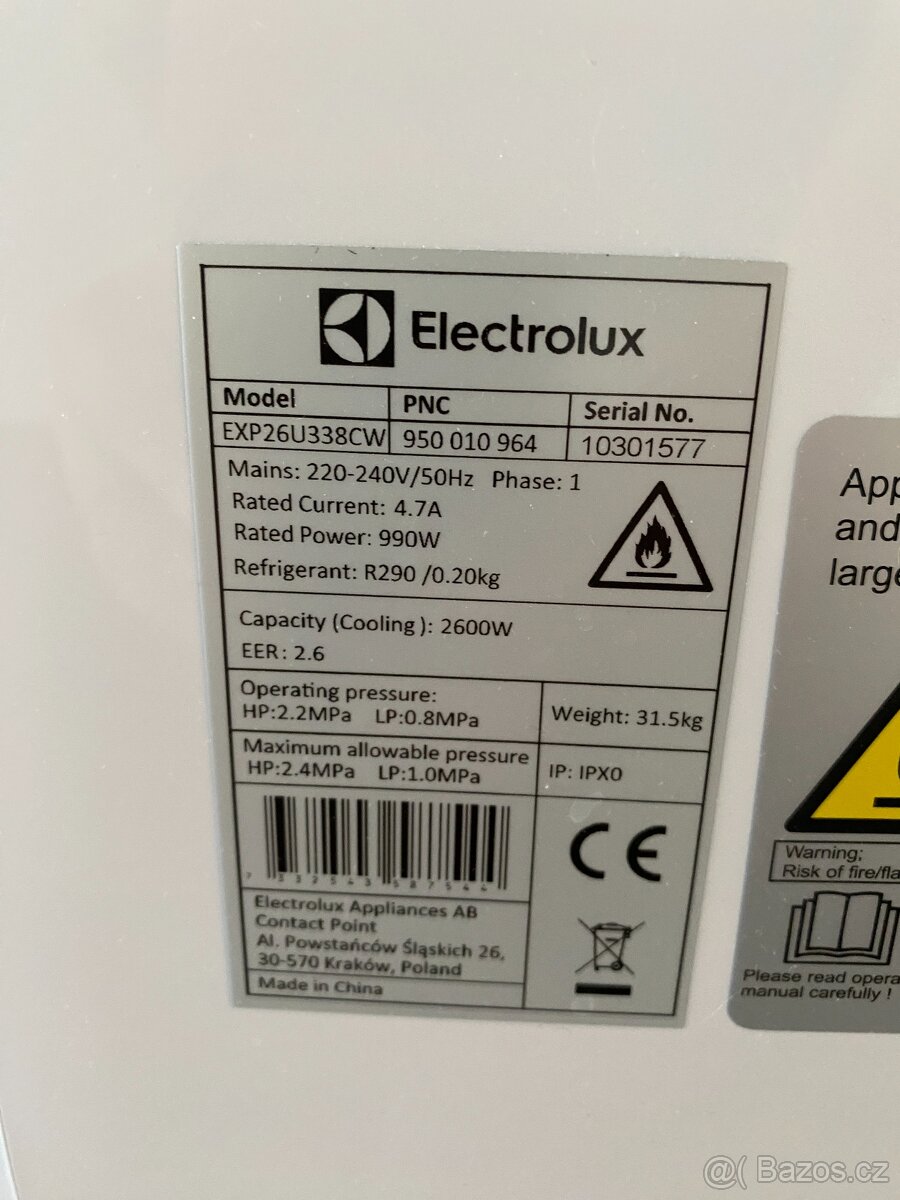 Electrolux
Model PNC Serial No.
EXP26U338CW 950 010 964 10301577
Mains: 220-240V/50Hz Phase: 1
Rated Current: 4.7A
Rated Power: 990W
Refrigerant: R290 /0.20kg
Capacity (Cooling): 2600W
EER: 2.6
Operating pressure:
HP:2.2MPa LP:0.8MPa
Weight: 31.5kg
Maximum allowable pressure
HP:2.4MPa LP:1.0MPa
IP: IPX0
7 332543 587544
CE
Electrolux Appliances AB
Contact Point
Al. Powstańców Śląskich 26,
30-570 Kraków, Poland
Made in China
App
and
large
Warning;
Risk of fire/fla
Please read opera
manual carefully !
@( Bazos.cz